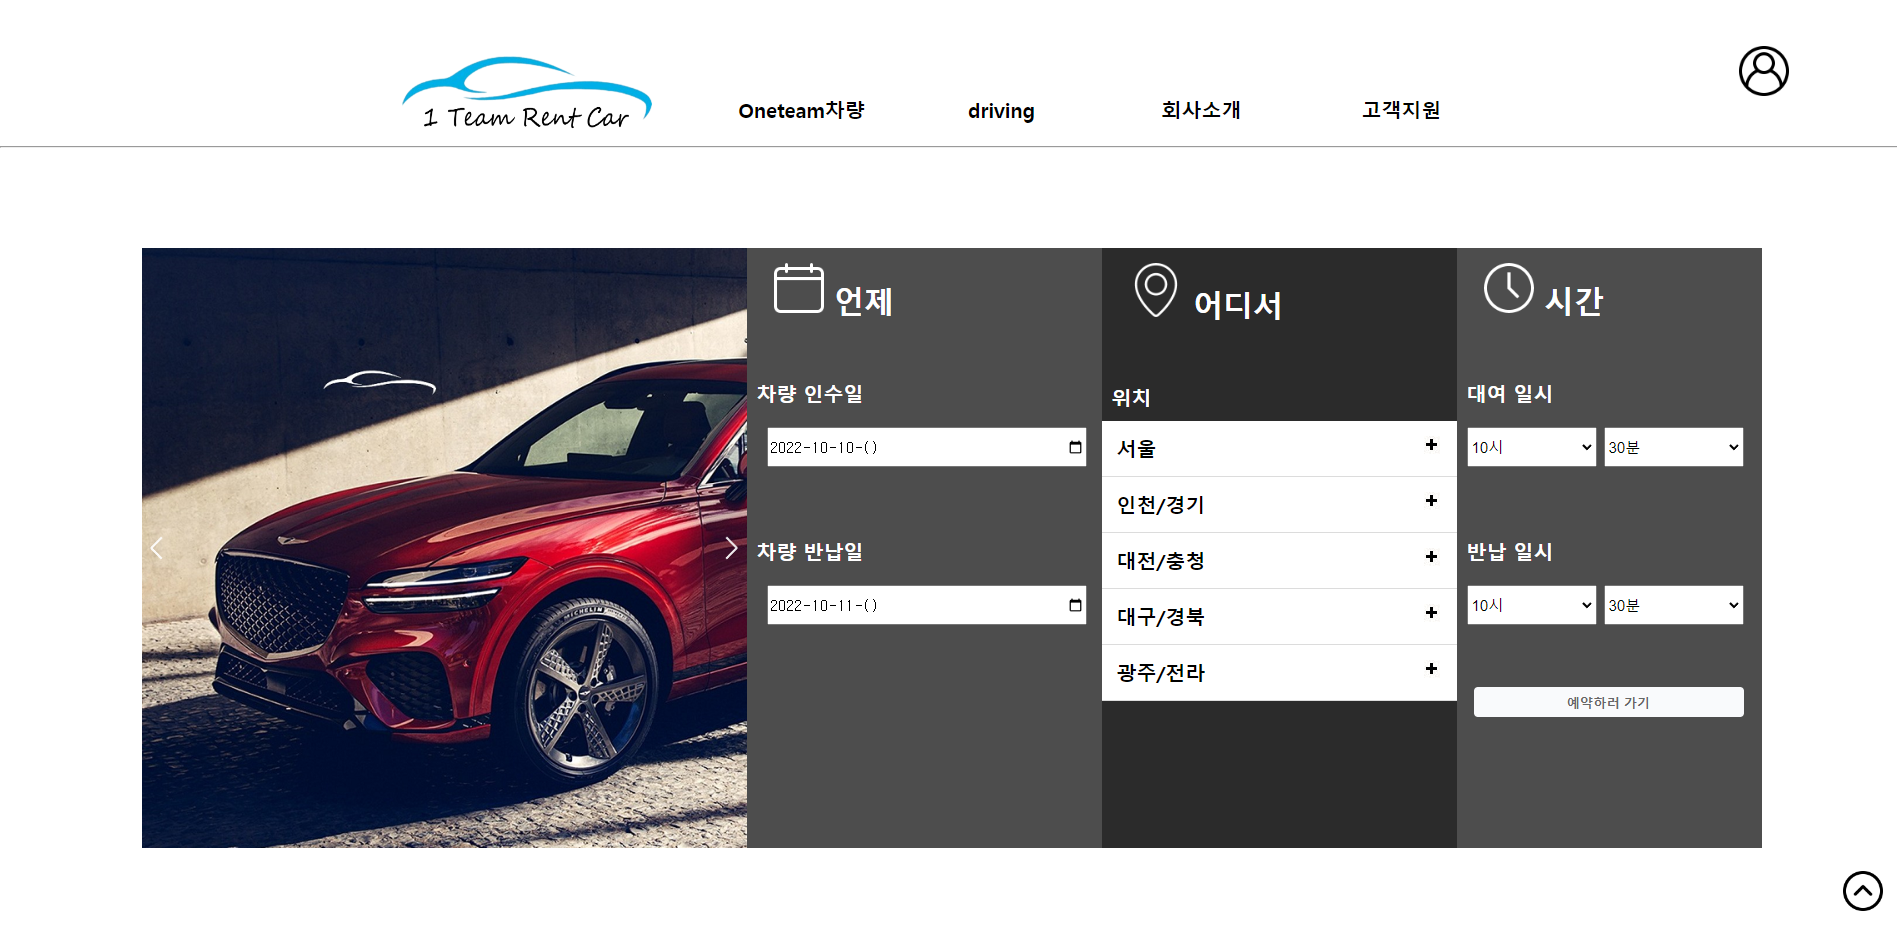 1 Team Rent Car
Oneteam차량
driving
회사소개
고객지원
언제
차량 인수일
2022-10-10-( )
차량 반납일
2022-10-11-( )
어디서
위치
서울 +
인천/경기 +
대전/충청 +
대구/경북 +
광주/전라 +
시간
대여 일시
10시 30분
반납 일시
10시 30분
예약하러 가기
MICHELIN